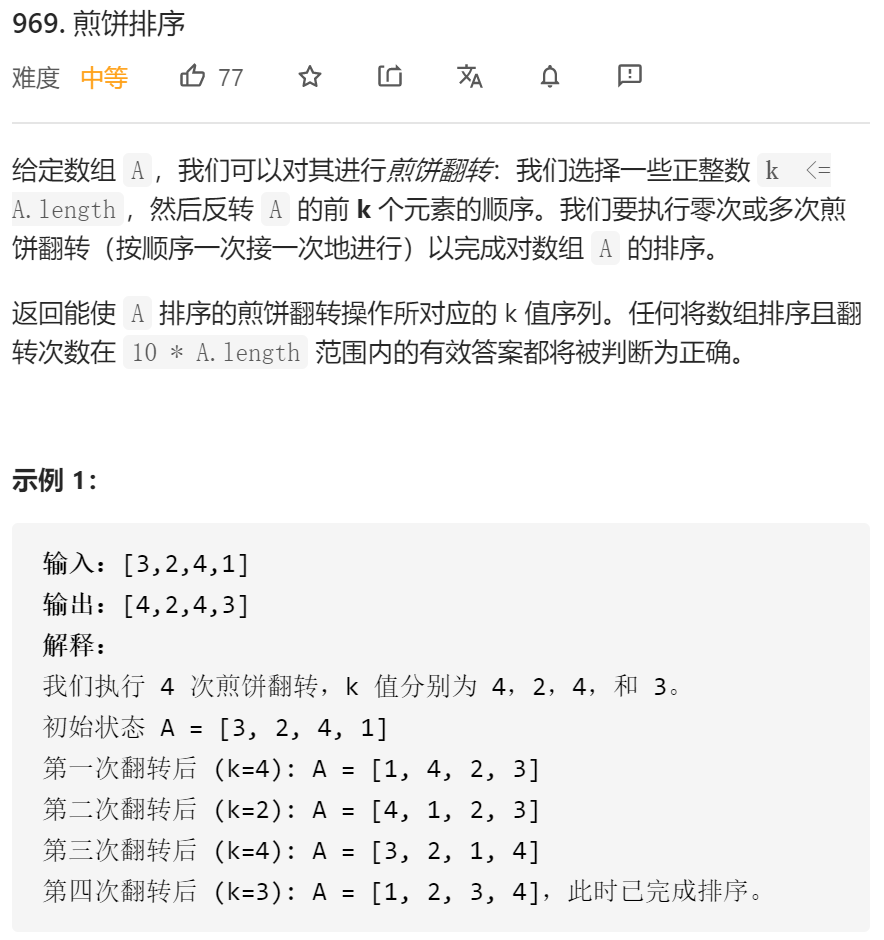 969. 煎饼排序
难度 中等 77
给定数组 A，我们可以对其进行煎饼翻转：我们选择一些正整数 k <=
A.length，然后反转 A 的前 k 个元素的顺序。我们要执行零次或多次煎
饼翻转（按顺序一次接一次地进行）以完成对数组 A 的排序。
返回能使 A 排序的煎饼翻转操作所对应的 k 值序列。任何将数组排序且翻
转次数在 10 * A.length 范围内的有效答案都将被判断为正确。
示例 1：
输入：[3,2,4,1]
输出：[4,2,4,3]
解释：
我们执行 4 次煎饼翻转，k 值分别为 4，2，4，和 3。
初始状态 A = [3, 2, 4, 1]
第一次翻转后 (k=4): A = [1, 4, 2, 3]
第二次翻转后 (k=2): A = [4, 1, 2, 3]
第三次翻转后 (k=4): A = [3, 2, 1, 4]
第四次翻转后 (k=3): A = [1, 2, 3, 4]，此时已完成排序。